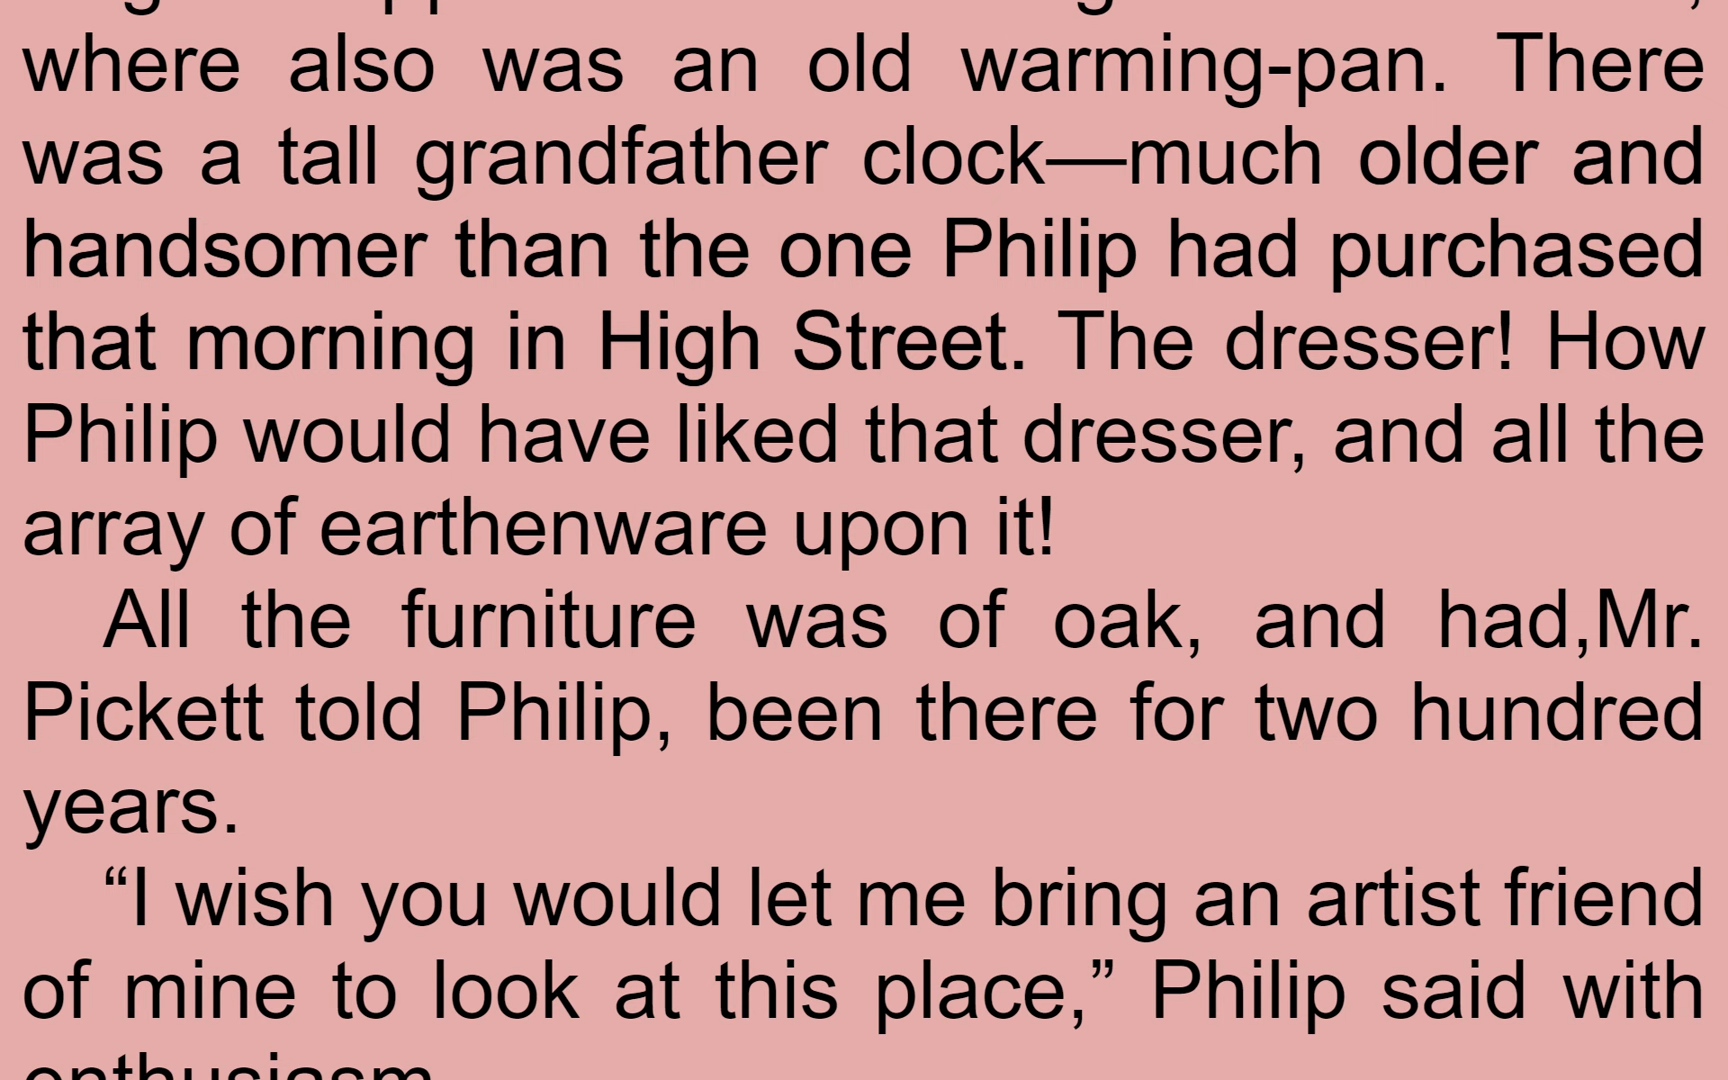 where also was an old warming-pan. There
was a tall grandfather clock—much older and
handsomer than the one Philip had purchased
that morning in High Street. The dresser! How
Philip would have liked that dresser, and all the
array of earthenware upon it!
All the furniture was of oak, and had,Mr.
Pickett told Philip, been there for two hundred
years.
“I wish you would let me bring an artist friend
of mine to look at this place,” Philip said with
enthusiasm.